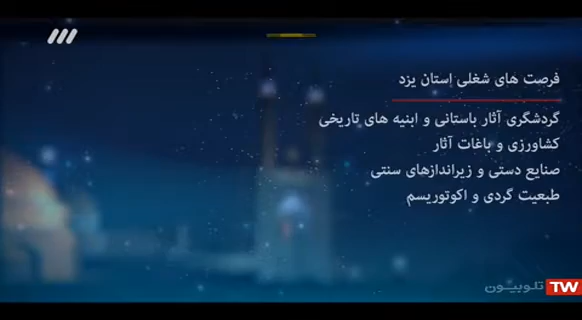 فرصت های شغلی استان یزد
گردشگری آثار باستانی و ابنیه های تاریخی
کشاورزی و باغات آثار
صنایع دستی و زیراندازهای سنتی
طبعیت گردی و اکوتوریسم
تلوبیون TW